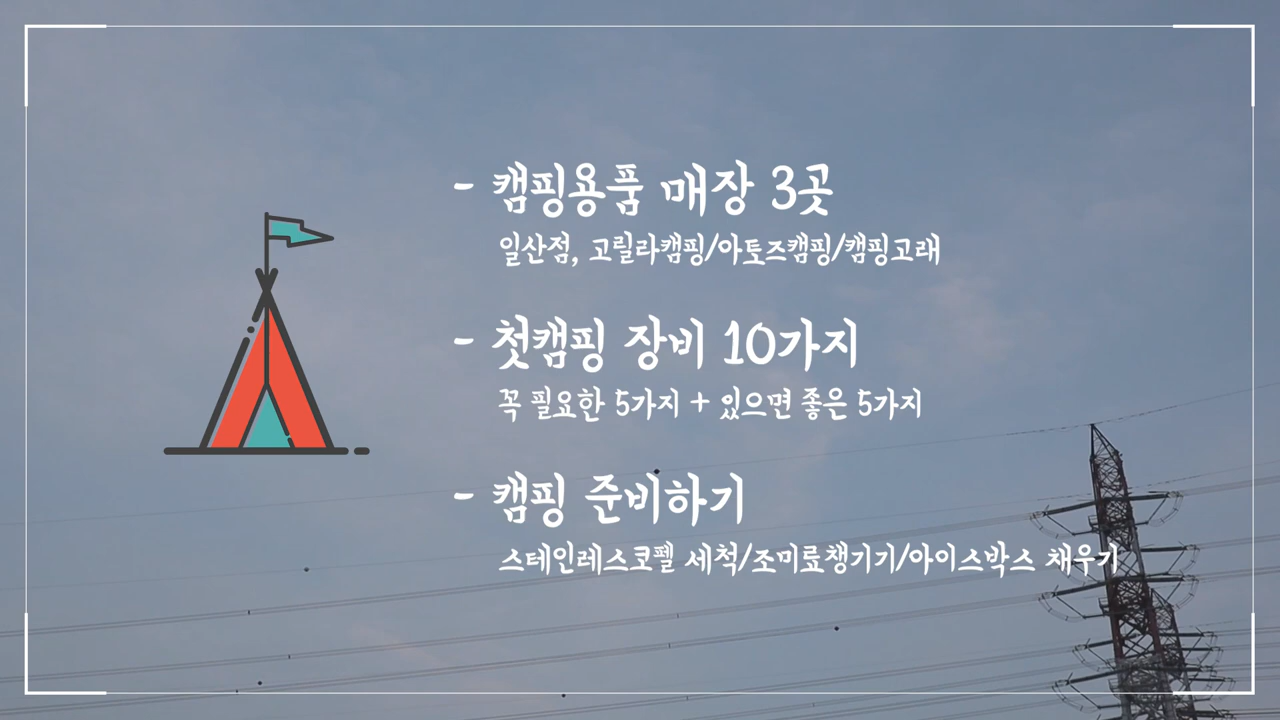 - 캠핑용품 매장 3곳
일산점, 고릴라캠핑/아토즈캠핑/캠핑고래
- 첫캠핑 장비 10가지
꼭 필요한 5가지 + 있으면 좋은 5가지
- 캠핑 준비하기
스테인레스코펠 세척/조미료챙기기/아이스박스 채우기